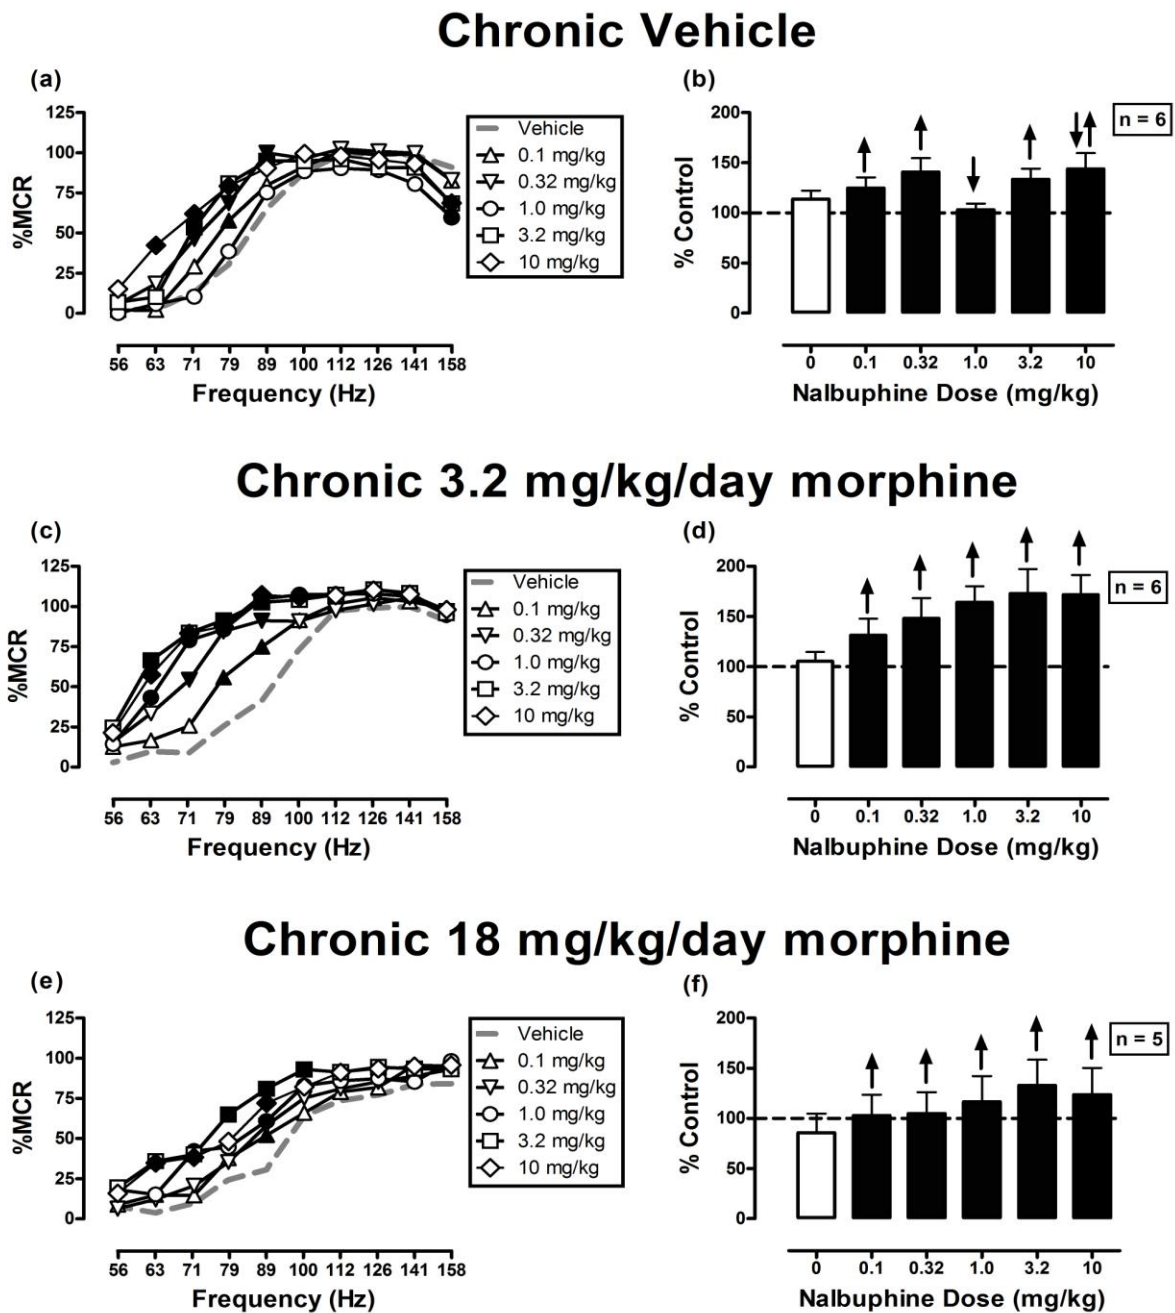 Chronic Vehicle
(a)
125
100
75
50
25
0
%MCR
56 63 71 79 89 100 112 126 141 158
Frequency (Hz)
Vehicle
0.1 mg/kg
0.32 mg/kg
1.0 mg/kg
3.2 mg/kg
10 mg/kg
(b)
200
150
100
50
0
% Control
n = 6
0 0.1 0.32 1.0 3.2 10
Nalbuphine Dose (mg/kg)
Chronic 3.2 mg/kg/day morphine
(c)
125
100
75
50
25
0
%MCR
56 63 71 79 89 100 112 126 141 158
Frequency (Hz)
Vehicle
0.1 mg/kg
0.32 mg/kg
1.0 mg/kg
3.2 mg/kg
10 mg/kg
(d)
200
150
100
50
0
% Control
n = 6
0 0.1 0.32 1.0 3.2 10
Nalbuphine Dose (mg/kg)
Chronic 18 mg/kg/day morphine
(e)
125
100
75
50
25
0
%MCR
56 63 71 79 89 100 112 126 141 158
Frequency (Hz)
Vehicle
0.1 mg/kg
0.32 mg/kg
1.0 mg/kg
3.2 mg/kg
10 mg/kg
(f)
200
150
100
50
0
% Control
n = 5
0 0.1 0.32 1.0 3.2 10
Nalbuphine Dose (mg/kg)